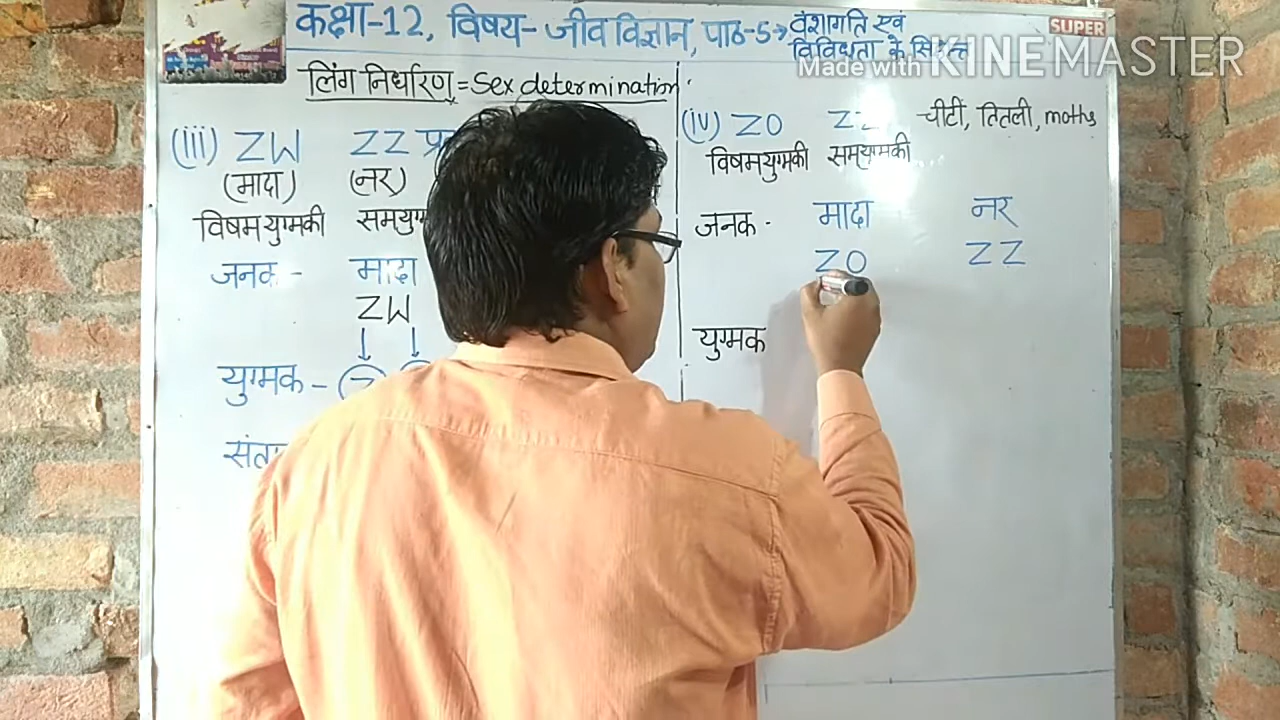 कक्षा-12, विषय- जीव विज्ञान, पाठ-5→ वंशागति एवं
विविधता के
SUPER
Made with KINEMASTER
लिंग निर्धारण = Sex determination
(iii) ZW ZZ
(मादा) (नर)
विषमयुग्मकी
जनक - मादा
ZW
युग्मक -
(iv) ZO ZZ -चीटी, तितली, moths
विषमयुग्मकी समयुग्मकी
जनक - मादा नर
ZO ZZ
युग्मक